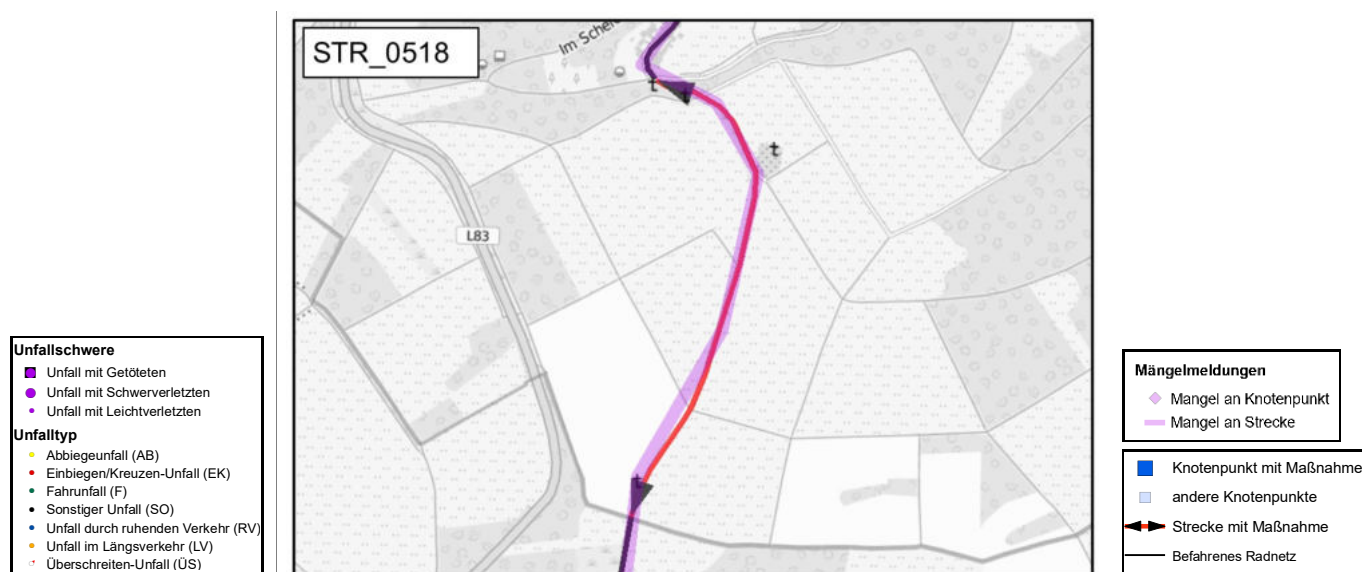 STR_0518
Im Schei
t
t
t
L83
t
Unfallschwere
Unfall mit Getöteten
Unfall mit Schwerverletzten
Unfall mit Leichtverletzten
Unfalltyp
Abbiegeunfall (AB)
Einbiegen/Kreuzen-Unfall (EK)
Fahrunfall (F)
Sonstiger Unfall (SO)
Unfall durch ruhenden Verkehr (RV)
Unfall im Längsverkehr (LV)
Überschreiten-Unfall (ÜS)
Mängelmeldungen
Mangel an Knotenpunkt
Mangel an Strecke
Knotenpunkt mit Maßnahme
andere Knotenpunkte
Strecke mit Maßnahme
Befahrenes Radnetz